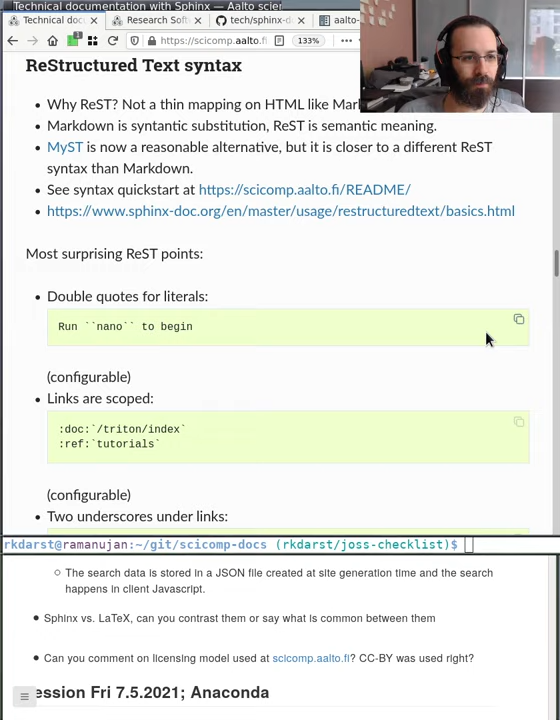 Technical documentation with Sphinx — Aalto scien
Technical doc
Research Soft
tech/sphinx-d
aalto-
https://scicomp.aalto.fi
133%
ReStructured Text syntax
• Why ReST? Not a thin mapping on HTML like Mark
• Markdown is syntantic substitution, ReST is semantic meaning.
• MyST is now a reasonable alternative, but it is closer to a different ReST
syntax than Markdown.
• See syntax quickstart at https://scicomp.aalto.fi/README/
• https://www.sphinx-doc.org/en/master/usage/restructuredtext/basics.html
Most surprising ReST points:
• Double quotes for literals:
Run ``nano`` to begin
(configurable)
• Links are scoped:
:doc:`/triton/index`
:ref:`tutorials`
(configurable)
• Two underscores under links:
rkdarst@ramanujan:~/git/scicomp-docs (rkdarst/joss-checklist)$
The search data is stored in a JSON file created at site generation time and the search
happens in client Javascript.
• Sphinx vs. LaTeX, can you contrast them or say what is common between them
• Can you comment on licensing model used at scicomp.aalto.fi? CC-BY was used right?
ession Fri 7.5.2021; Anaconda